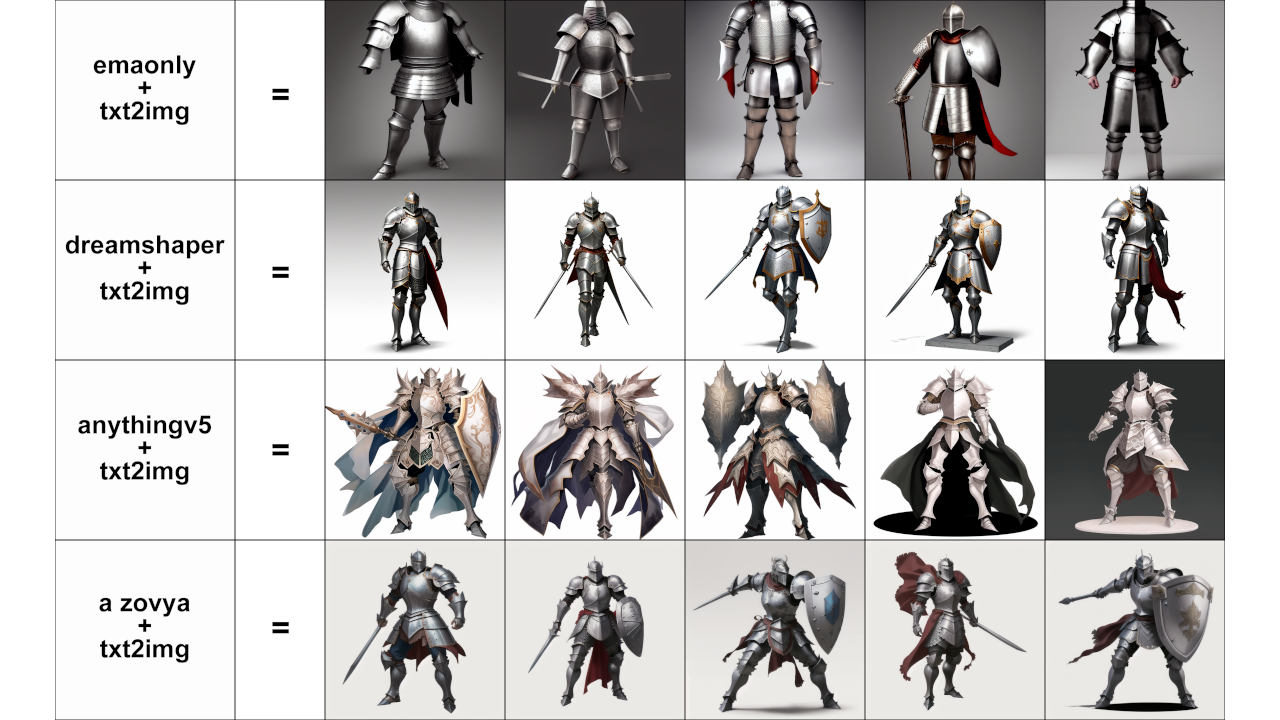 emaonly
+
txt2img
=
dreamshaper
+
txt2img
=
anythingv5
+
txt2img
=
a zovya
+
txt2img
=